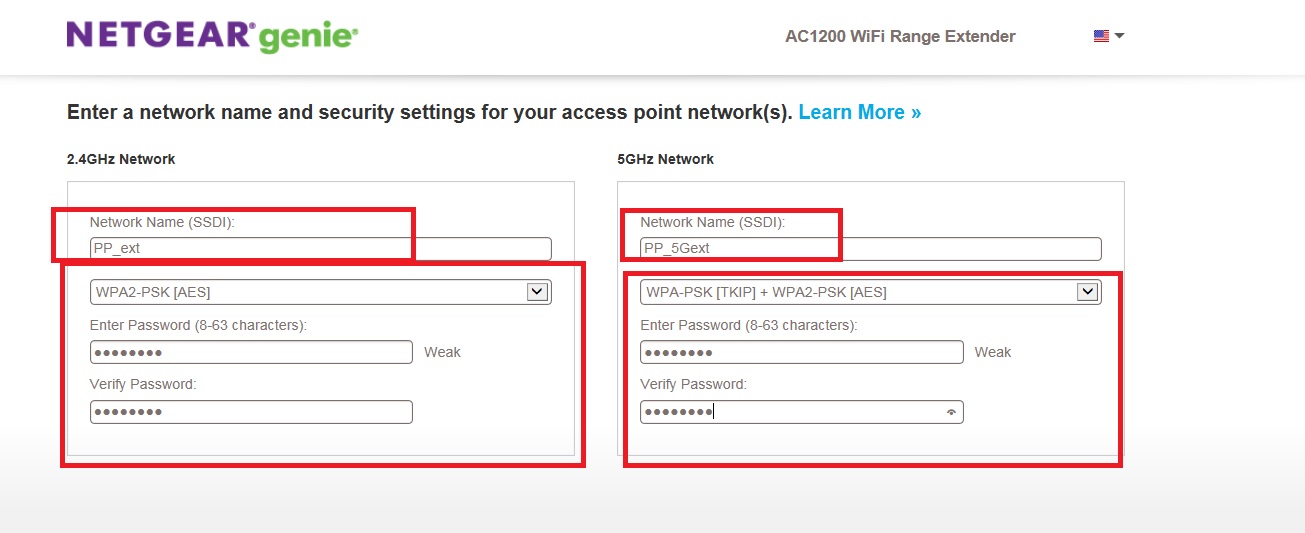 NETGEAR® genie®
AC1200 WiFi Range Extender
Enter a network name and security settings for your access point network(s). Learn More »
2.4GHz Network
Network Name (SSDI):
PP_ext
WPA2-PSK [AES]
Enter Password (8-63 characters):
●●●●●●●● Weak
Verify Password:
●●●●●●●●
5GHz Network
Network Name (SSDI):
PP_5Gext
WPA-PSK [TKIP] + WPA2-PSK [AES]
Enter Password (8-63 characters):
●●●●●●●● Weak
Verify Password:
●●●●●●●●